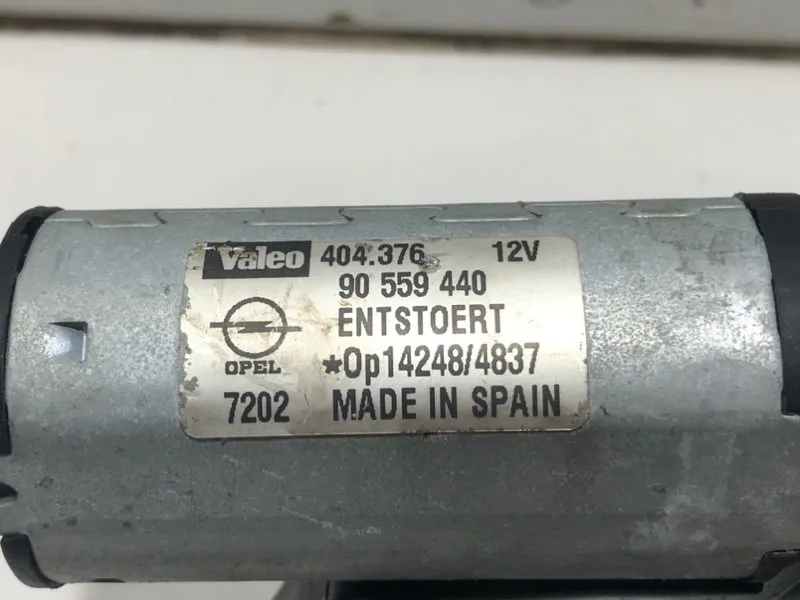 Valeo 404.376 12V
90 559 440
ENTSTOERT
OPEL *Op14248/4837
7202 MADE IN SPAIN